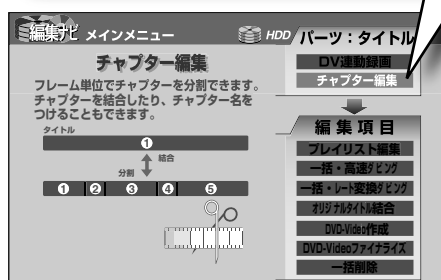 編集ナビ メインメニュー
HDD
パーツ：タイトル
DV連動録画
チャプター編集
チャプター編集
フレーム単位でチャプターを分割できます。
チャプターを結合したり、チャプター名を
つけることもできます。
タイトル
1
結合
分割
1 2 3 4 5
編集項目
プレイリスト編集
一括・高速ダビング
一括・レート変換ダビング
オリジナルタイトル結合
DVD-Video作成
DVD-Videoファイナライズ
一括削除